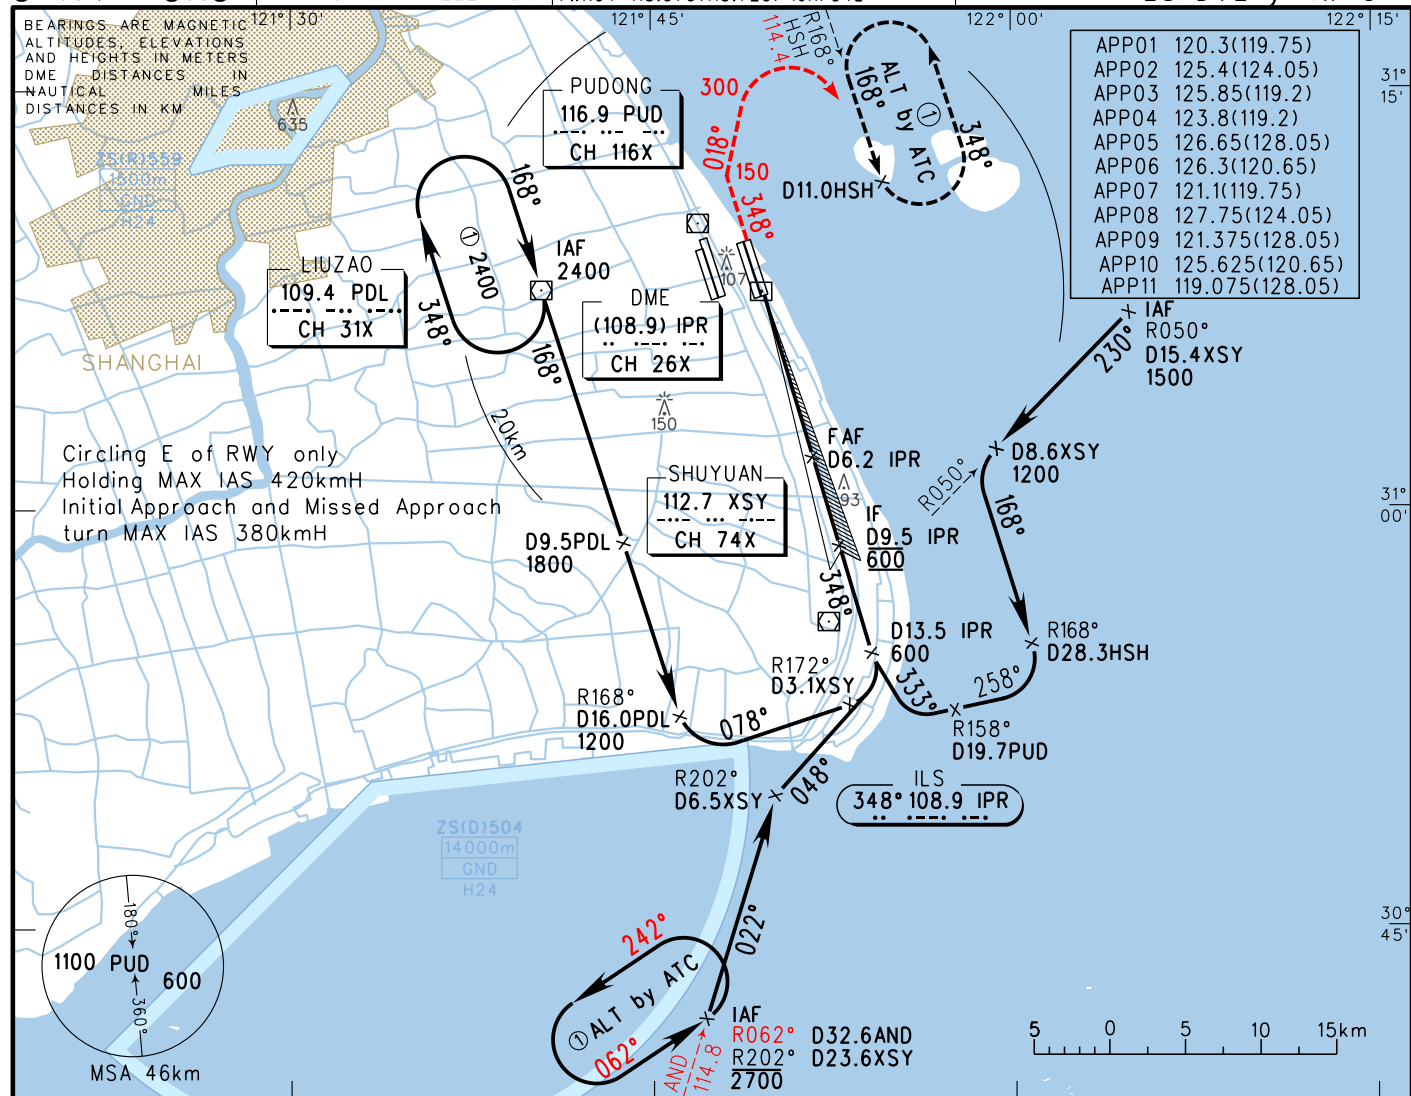 121°30' 121°45' 122°00' 122°15'
BEARINGS ARE MAGNETIC
ALTITUDES, ELEVATIONS
AND HEIGHTS IN METERS
DME DISTANCES IN
NAUTICAL MILES
DISTANCES IN KM
635
ZS(R)559
1500m
GND
H24
SHANGHAI
PUDONG
116.9 PUD
CH 116X
R168°
HSH
114.4
300
018°
150
348°
168°
ALT by ATC
①
348°
D11.0HSH
APP01 120.3(119.75)
APP02 125.4(124.05)
APP03 125.85(119.2)
APP04 123.8(119.2)
APP05 126.65(128.05)
APP06 126.3(120.65)
APP07 121.1(119.75)
APP08 127.75(124.05)
APP09 121.375(128.05)
APP10 125.625(120.65)
APP11 119.075(128.05)
31°
15'
168°
① 2400
348°
IAF
2400
LIUZAO
109.4 PDL
CH 31X
107
DME
(108.9) IPR
CH 26X
168°
150
20km
IAF
R050°
D15.4XSY
1500
230°
Circling E of RWY only
Holding MAX IAS 420kmH
Initial Approach and Missed Approach
turn MAX IAS 380kmH
FAF
D6.2 IPR
93
SHUYUAN
112.7 XSY
CH 74X
IF
D9.5 IPR
600
D8.6XSY
1200
R050°
168°
31°
00'
D9.5PDL
1800
348°
D13.5 IPR
600
R168°
D28.3HSH
R172°
D3.1XSY
333°
258°
R168°
D16.0PDL
1200
078°
R158°
D19.7PUD
R202°
D6.5XSY
048°
ILS
348° 108.9 IPR
ZS(D)504
14000m
GND
H24
180°
1100 PUD
600
360°
MSA 46km
242°
① ALT by ATC
062°
022°
IAF
R062° D32.6AND
R202° D23.6XSY
2700
AND
114.8
30°
45'
5 0 5 10 15km